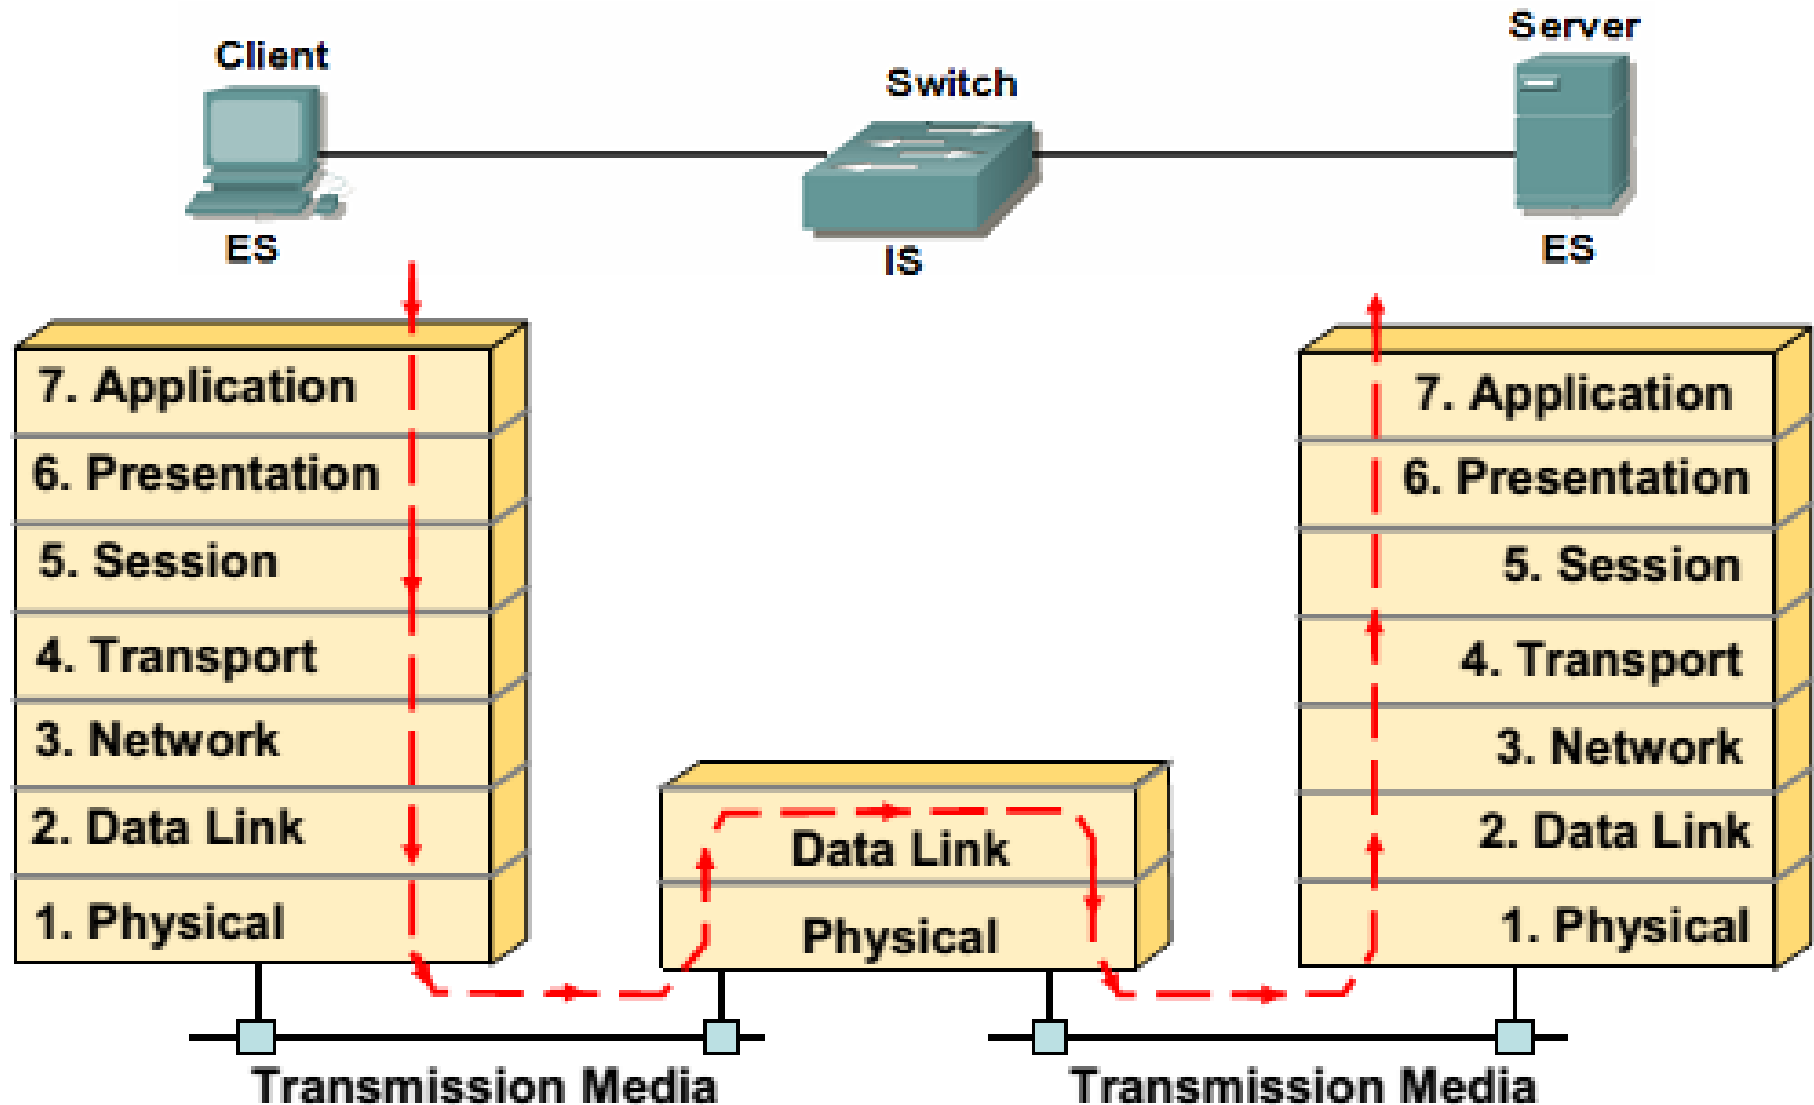 Client
Switch
Server
ES
IS
ES
7. Application
6. Presentation
5. Session
4. Transport
3. Network
2. Data Link
1. Physical
Data Link
Physical
7. Application
6. Presentation
5. Session
4. Transport
3. Network
2. Data Link
1. Physical
Transmission Media
Transmission Media